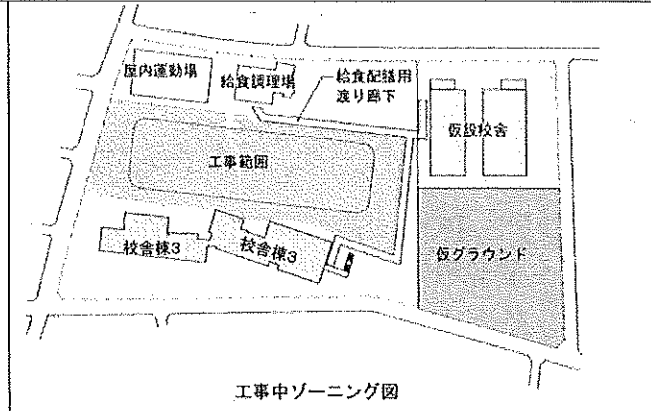 屋内運動場
給食調理場
給食配膳用
渡り廊下
仮設校舎
工事範囲
校舎棟3
校舎棟3
仮グラウンド
工事中ゾーニング図